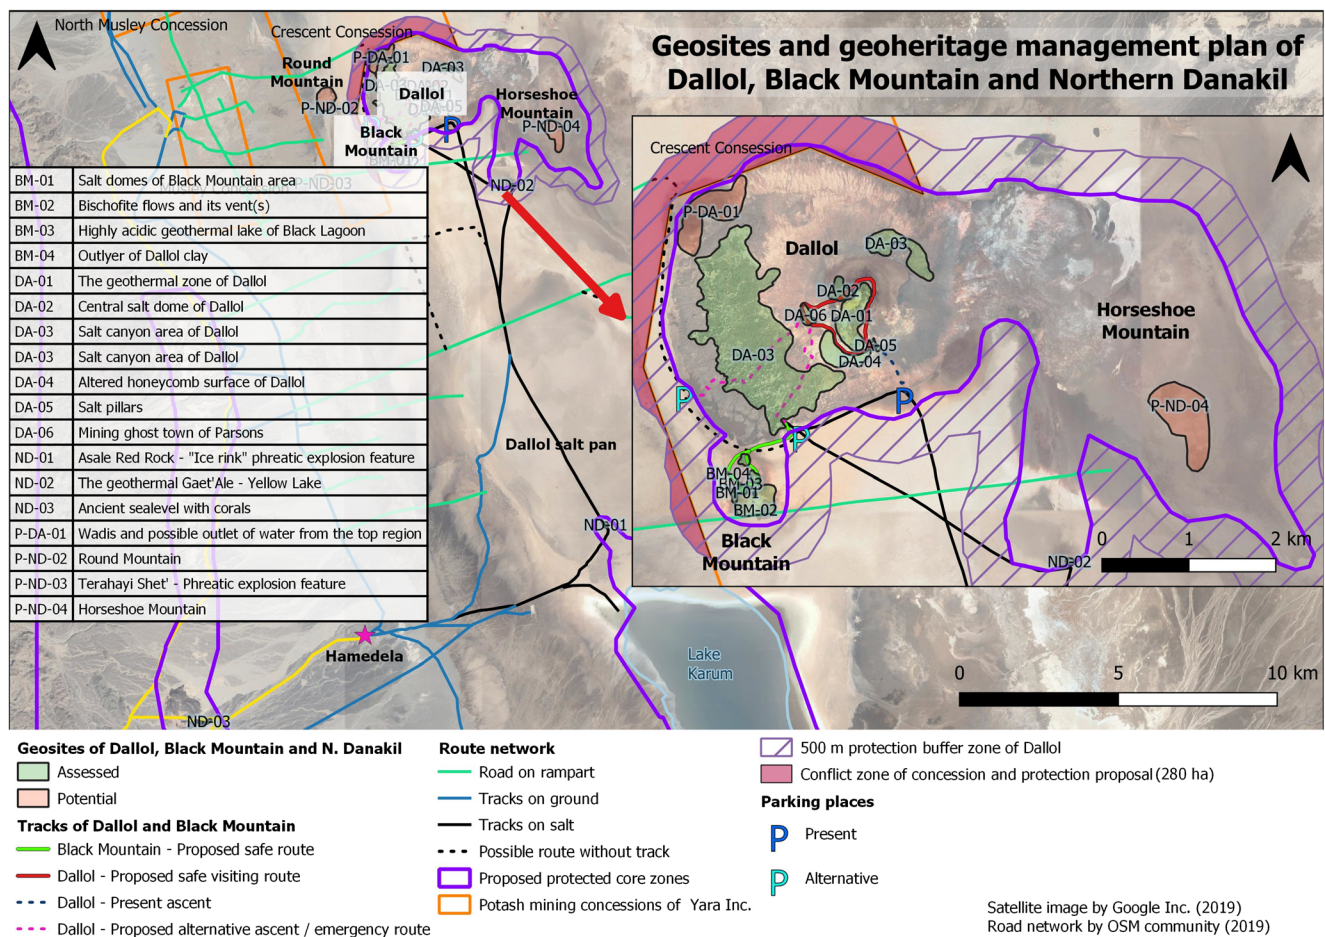 North Musley Concession
Crescent Consession
Round
Mountain
P-DA-01
DA-03
Dallol
DA-05
P-ND-02
Horseshoe
Mountain
P-ND-04
Black
Mountain
P
P-ND-03
ND-02
Geosites and geoheritage management plan of
Dallol, Black Mountain and Northern Danakil
BM-01 Salt domes of Black Mountain area
BM-02 Bischofite flows and its vent(s)
BM-03 Highly acidic geothermal lake of Black Lagoon
BM-04 Outlyer of Dallol clay
DA-01 The geothermal zone of Dallol
DA-02 Central salt dome of Dallol
DA-03 Salt canyon area of Dallol
DA-03 Salt canyon area of Dallol
DA-04 Altered honeycomb surface of Dallol
DA-05 Salt pillars
DA-06 Mining ghost town of Parsons
ND-01 Asale Red Rock - "Ice rink" phreatic explosion feature
ND-02 The geothermal Gaet'Ale - Yellow Lake
ND-03 Ancient sealevel with corals
P-DA-01 Wadis and possible outlet of water from the top region
P-ND-02 Round Mountain
P-ND-03 Terahayi Shet' - Phreatic explosion feature
P-ND-04 Horseshoe Mountain
Crescent Consession
P-DA-01
Dallol
DA-03
DA-02
DA-06
DA-01
DA-05
DA-03
DA-04
Horseshoe
Mountain
P
P
P-ND-04
P
BM-04
BM-03
BM-01
BM-02
Black
Mountain
ND-02
0 1 2 km
Dallol salt pan
ND-01
Hamedela
ND-03
Lake
Karum
0 5 10 km
Geosites of Dallol, Black Mountain and N. Danakil
Assessed
Potential
Tracks of Dallol and Black Mountain
Black Mountain - Proposed safe route
Dallol - Proposed safe visiting route
Dallol - Present ascent
Dallol - Proposed alternative ascent / emergency route
Route network
Road on rampart
Tracks on ground
Tracks on salt
Possible route without track
Proposed protected core zones
Potash mining concessions of Yara Inc.
500 m protection buffer zone of Dallol
Conflict zone of concession and protection proposal (280 ha)
Parking places
P Present
P Alternative
Satellite image by Google Inc. (2019)
Road network by OSM community (2019)